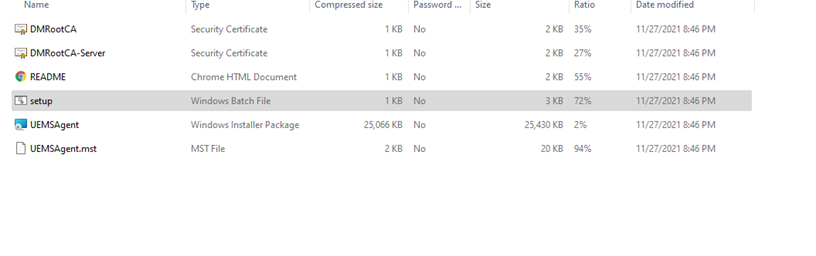 Name Type Compressed size Password ... Size Ratio Date modified
DMRootCA Security Certificate 1 KB No 2 KB 35% 11/27/2021 8:46 PM
DMRootCA-Server Security Certificate 1 KB No 2 KB 27% 11/27/2021 8:46 PM
README Chrome HTML Document 1 KB No 2 KB 55% 11/27/2021 8:46 PM
setup Windows Batch File 1 KB No 3 KB 72% 11/27/2021 8:46 PM
UEMSAgent Windows Installer Package 25,066 KB No 25,430 KB 2% 11/27/2021 8:46 PM
UEMSAgent.mst MST File 2 KB No 20 KB 94% 11/27/2021 8:46 PM